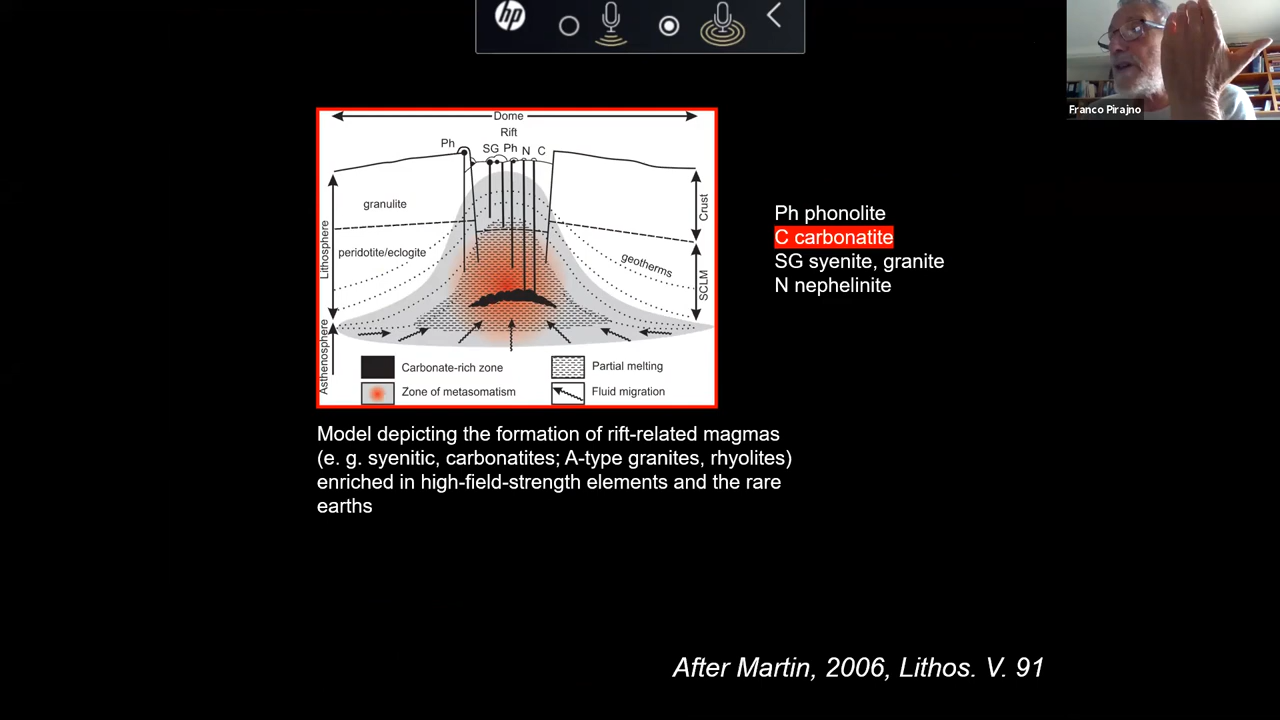 hp
Franco Pirajno
Dome
Rift
Ph
SG Ph N C
granulite
Crust
Lithosphere
peridotite/eclogite
geotherms
SCLM
Asthenosphere
Carbonate-rich zone
Partial melting
Zone of metasomatism
Fluid migration
Ph phonolite
C carbonatite
SG syenite, granite
N nephelinite
Model depicting the formation of rift-related magmas
(e. g. syenitic, carbonatites; A-type granites, rhyolites)
enriched in high-field-strength elements and the rare
earths
After Martin, 2006, Lithos. V. 91